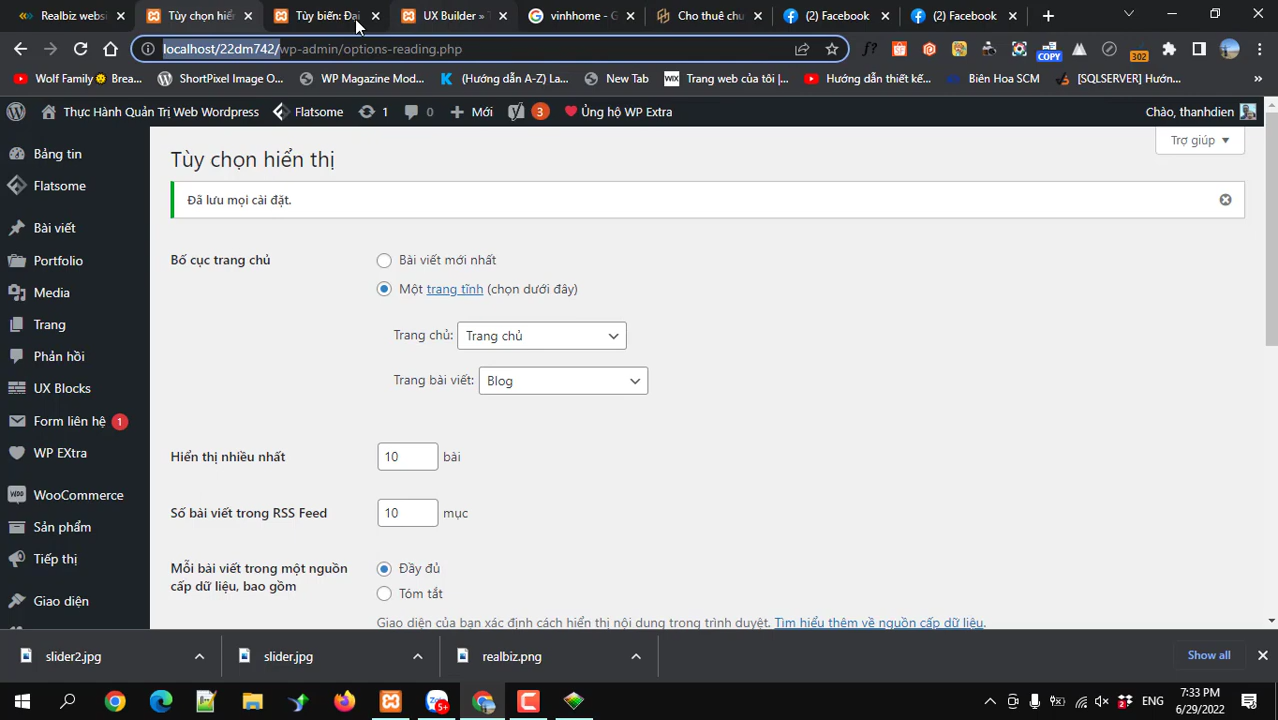 Realbiz websi
Tùy chọn hiển
Tùy biến: Đại
UX Builder » T
vinhhome - G
Cho thuê chu
(2) Facebook
(2) Facebook
localhost/22dm742/wp-admin/options-reading.php
f?
COPY
302
Wolf Family Brea...
ShortPixel Image O...
WP Magazine Mod...
(Hướng dẫn A-Z) La...
New Tab
WIX
Trang web của tôi |...
Hướng dẫn thiết kế...
Biên Hoa SCM
[SQLSERVER] Hướn...
»
Thực Hành Quản Trị Web Wordpress
Flatsome
1
0
Mới
3
Ủng hộ WP Extra
Chào, thanhdien
Bảng tin
Flatsome
Bài viết
Portfolio
Media
Trang
Phản hồi
UX Blocks
Form liên hệ 1
WP EXtra
WooCommerce
Sản phẩm
Tiếp thị
Giao diện
Trợ giúp
Tùy chọn hiển thị
Đã lưu mọi cài đặt.
Bố cục trang chủ
Bài viết mới nhất
Một trang tĩnh (chọn dưới đây)
Trang chủ: Trang chủ
Trang bài viết: Blog
Hiển thị nhiều nhất 10 bài
Số bài viết trong RSS Feed 10 mục
Mỗi bài viết trong một nguồn
cấp dữ liệu, bao gồm
Đầy đủ
Tóm tắt
Giao diện của bạn xác định cách hiển thị nội dung trong trình duyệt. Tìm hiểu thêm về nguồn cấp dữ liệu.
slider2.jpg
slider.jpg
realbiz.png
Show all
5+
ENG
7:33 PM
6/29/2022